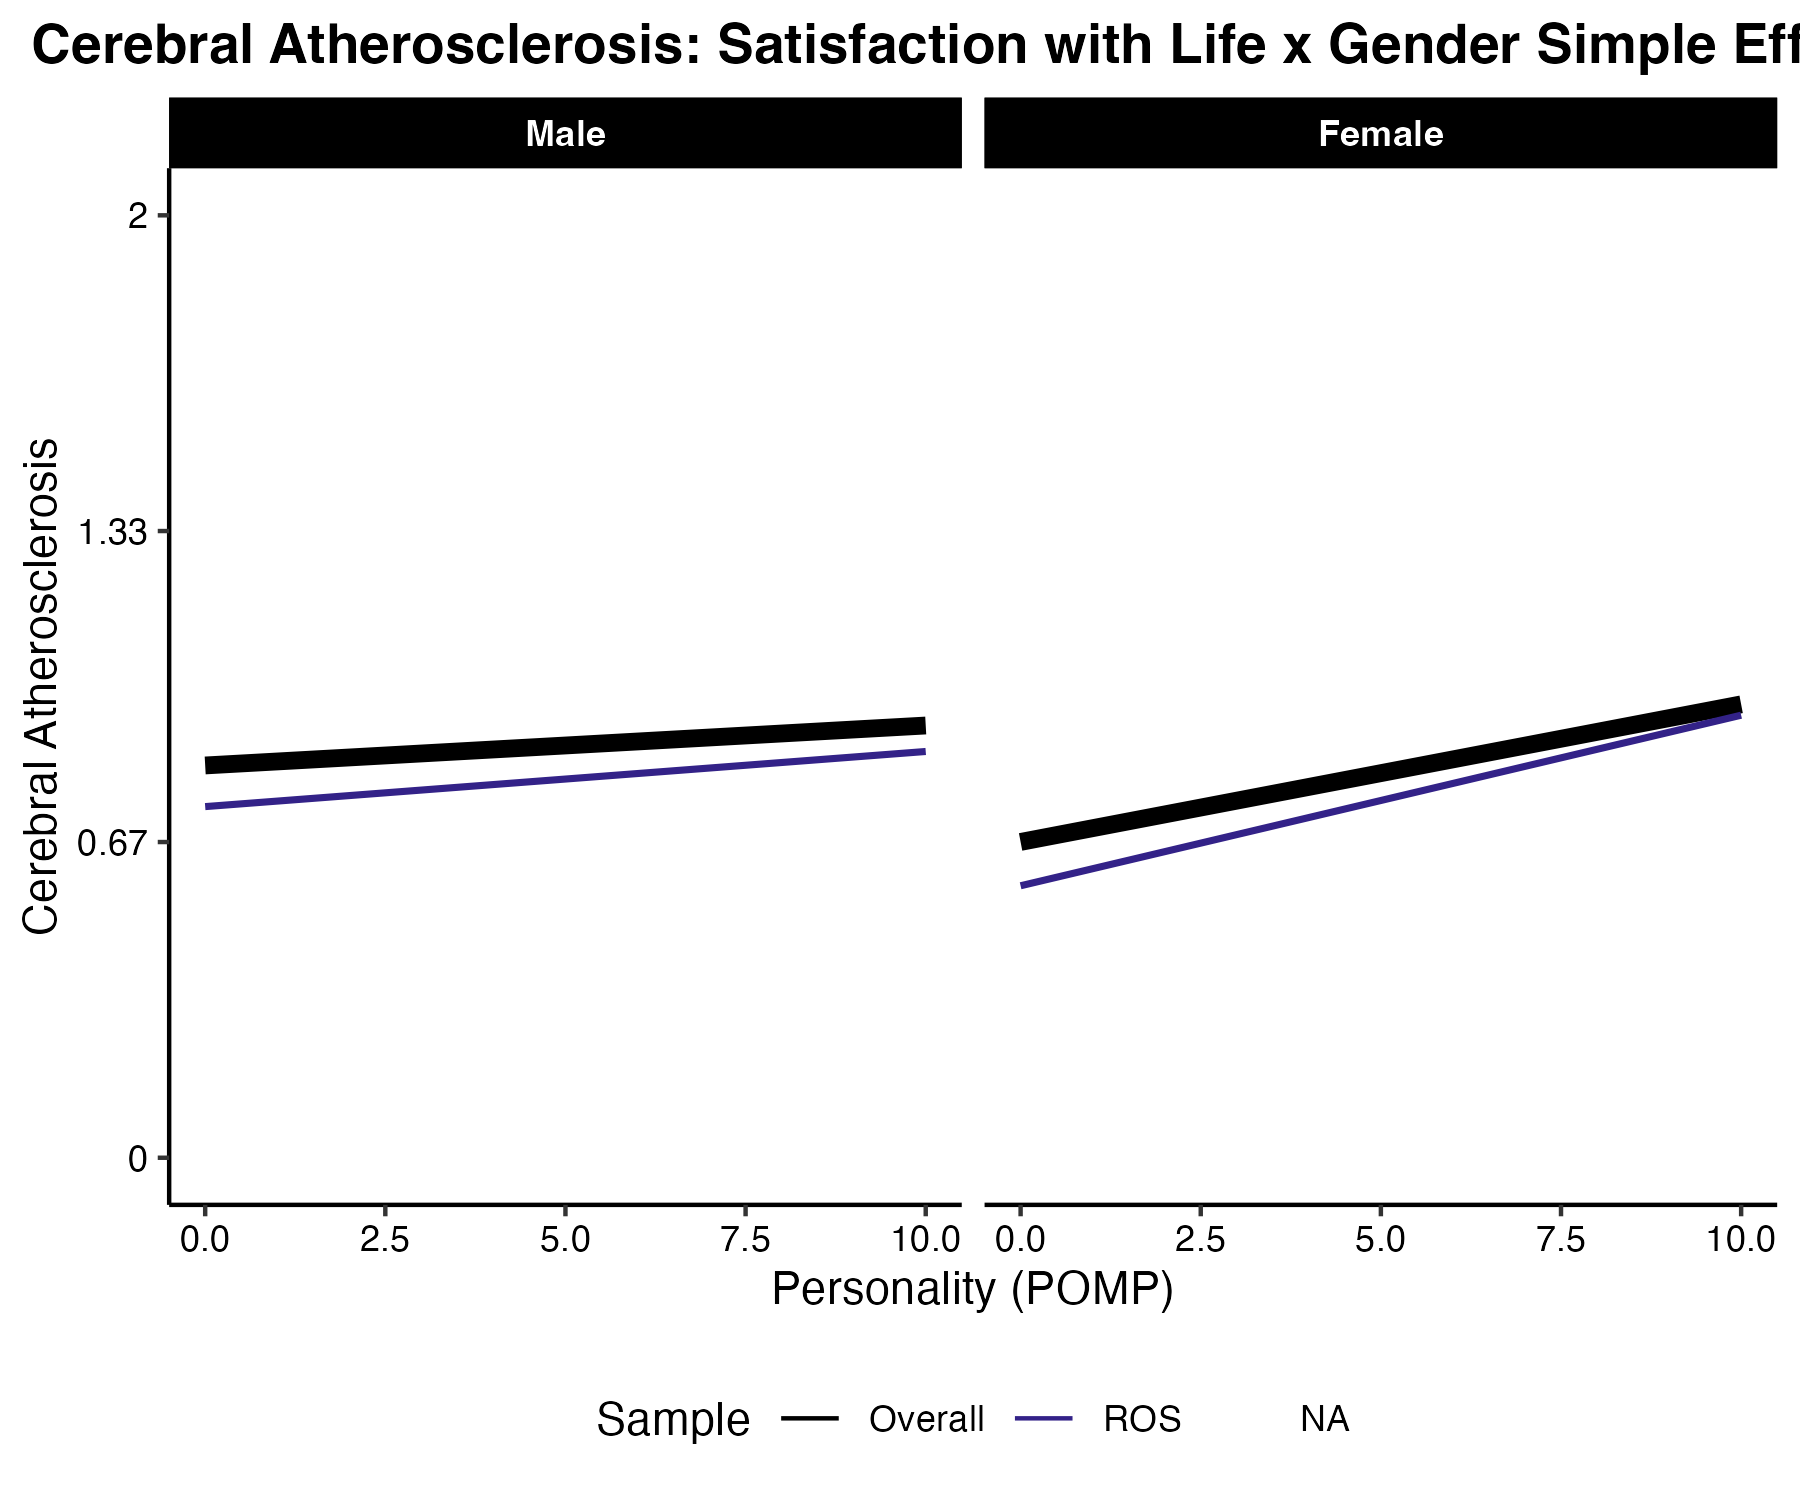 Cerebral Atherosclerosis: Satisfaction with Life x Gender Simple Eff
Male Female
Cerebral Atherosclerosis
2
1.33
0.67
0
0.0 2.5 5.0 7.5 10.0 0.0 2.5 5.0 7.5 10.0
Personality (POMP)
Sample Overall ROS NA